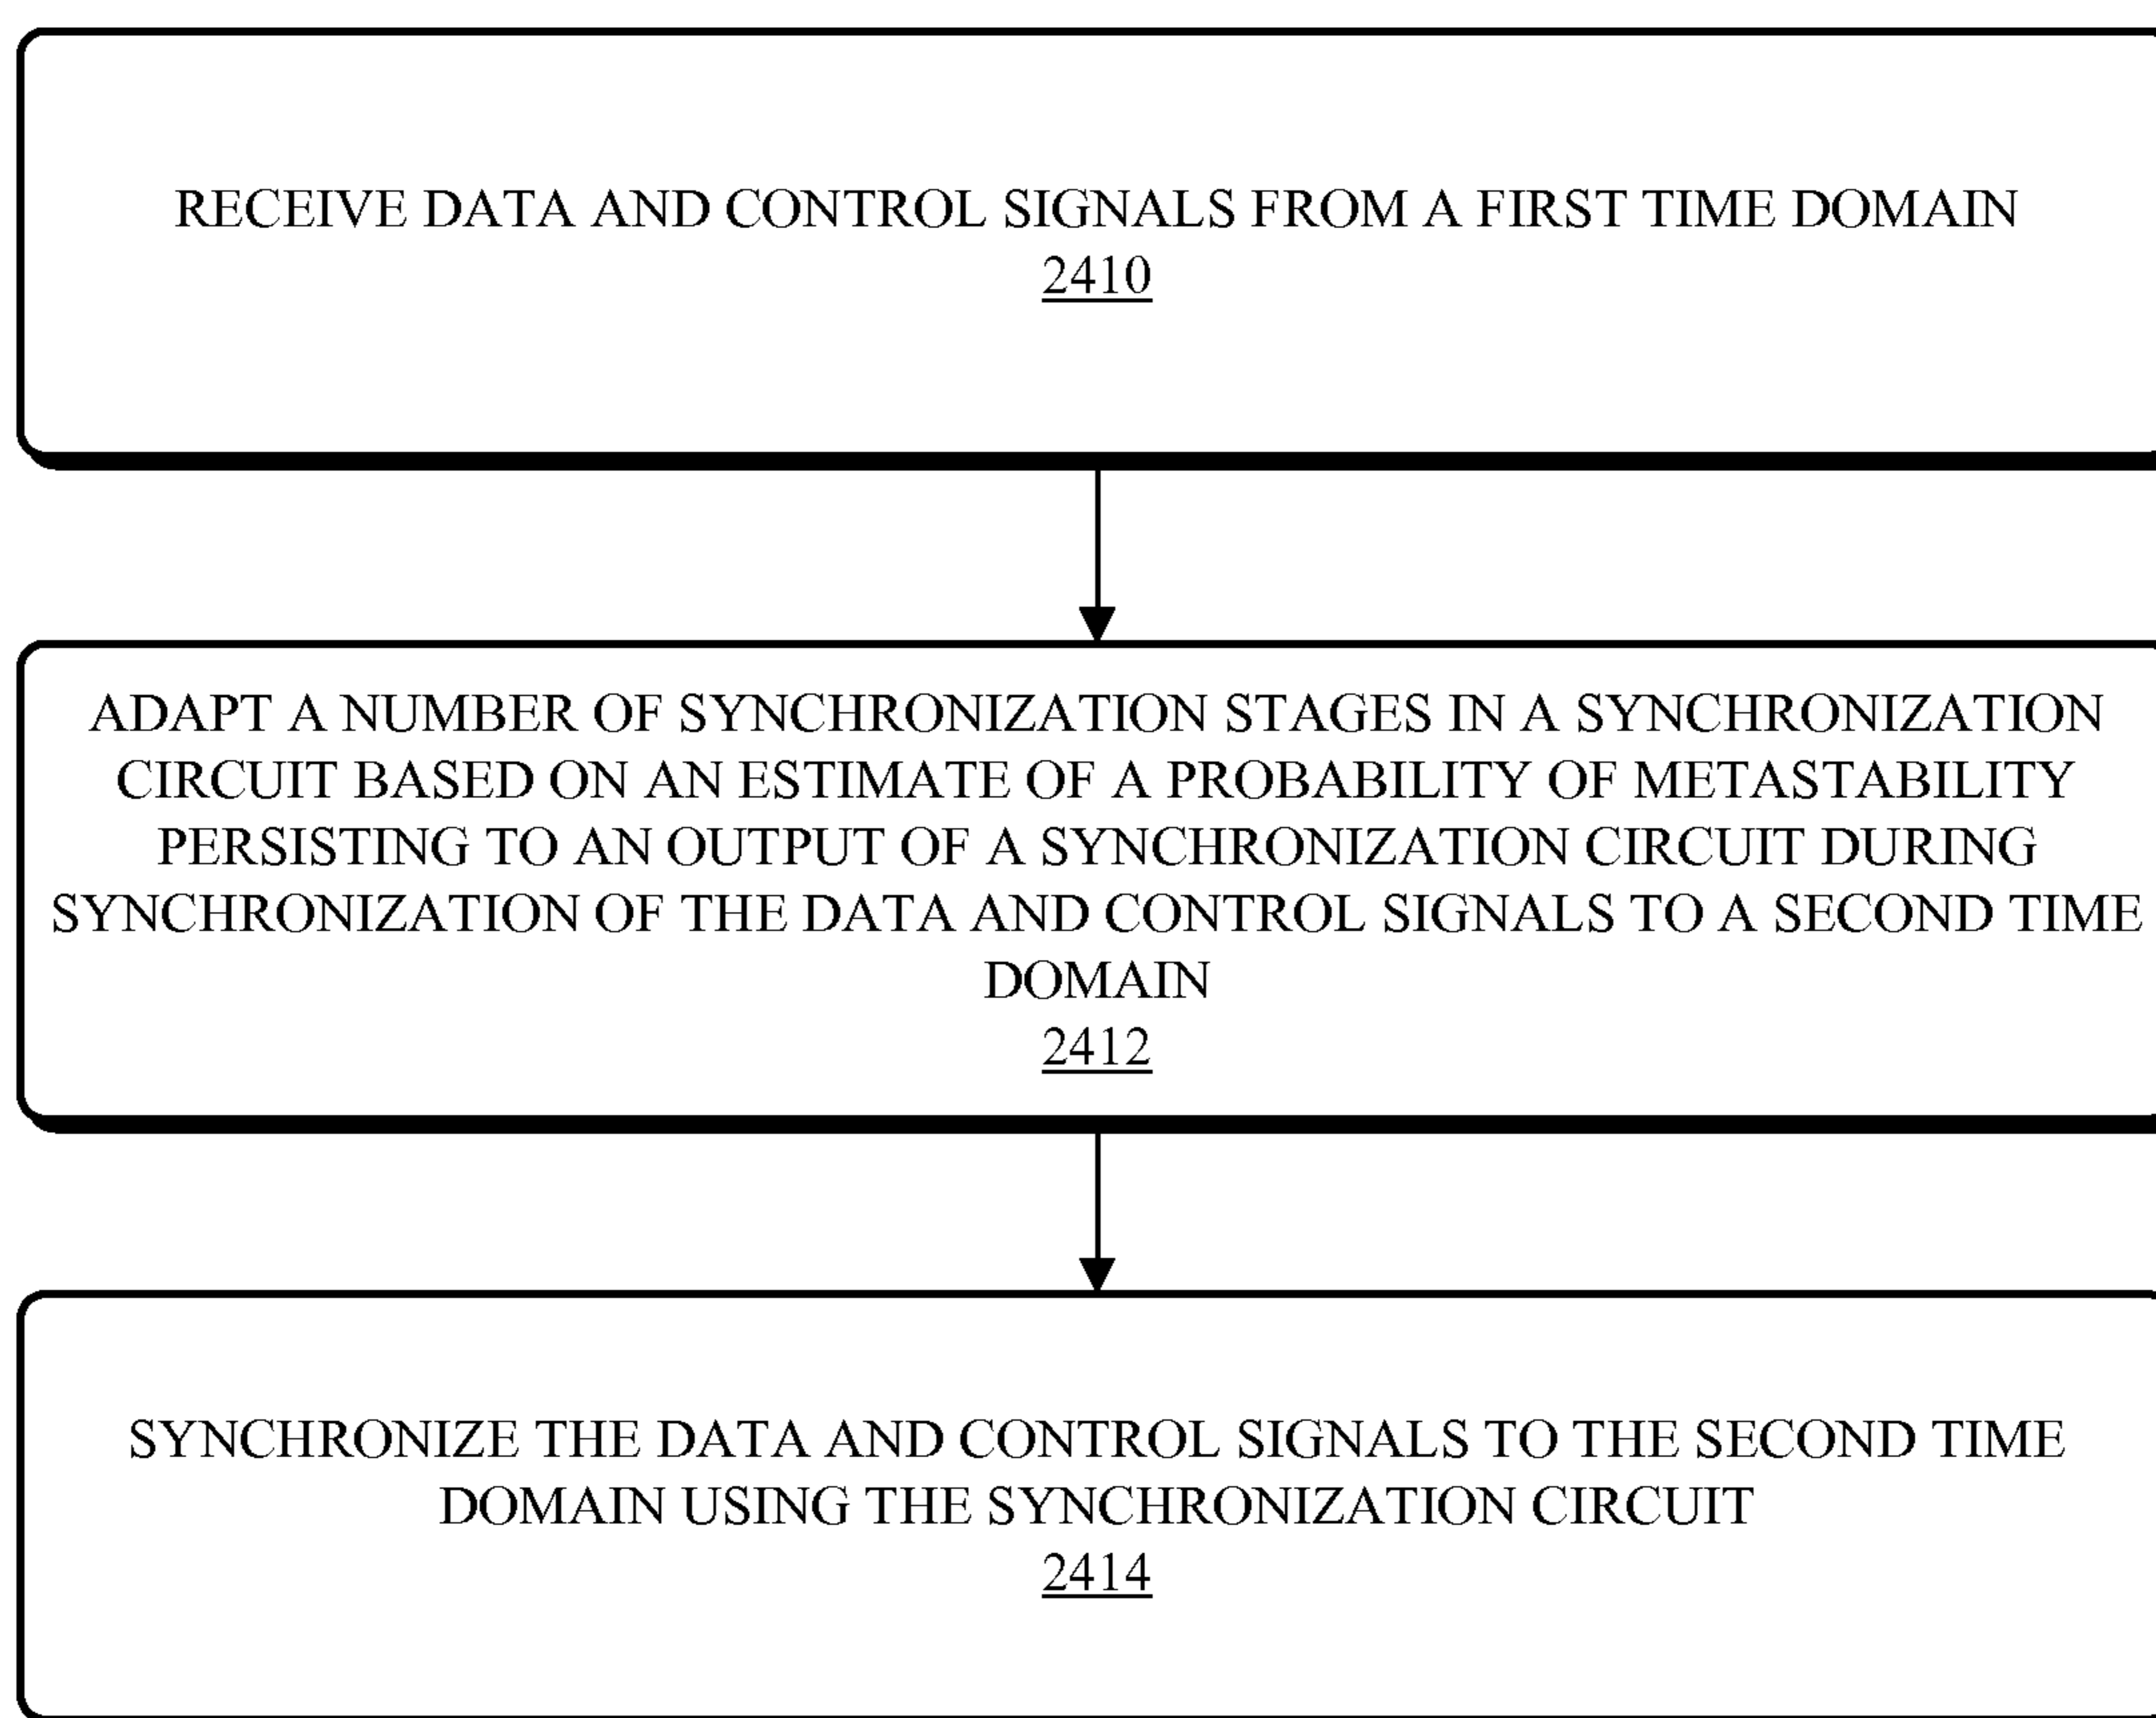 RECEIVE DATA AND CONTROL SIGNALS FROM A FIRST TIME DOMAIN
2410
ADAPT A NUMBER OF SYNCHRONIZATION STAGES IN A SYNCHRONIZATION
CIRCUIT BASED ON AN ESTIMATE OF A PROBABILITY OF METASTABILITY
PERSISTING TO AN OUTPUT OF A SYNCHRONIZATION CIRCUIT DURING
SYNCHRONIZATION OF THE DATA AND CONTROL SIGNALS TO A SECOND TIME
DOMAIN
2412
SYNCHRONIZE THE DATA AND CONTROL SIGNALS TO THE SECOND TIME
DOMAIN USING THE SYNCHRONIZATION CIRCUIT
2414